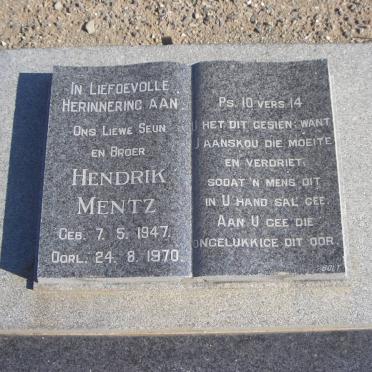 In Liefdevolle
Herinnering aan
Ons Liewe Seun
en Broer
Hendrik
Mentz
Geb. 7. 5. 1947.
Oorl. 24. 8. 1970.
Ps. 10 vers 14
U het dit gesien: want
U aanskou die moeite
en verdriet,
sodat 'n mens dit
in U hand sal gee.
Aan U gee die
ongelukkige dit oor.